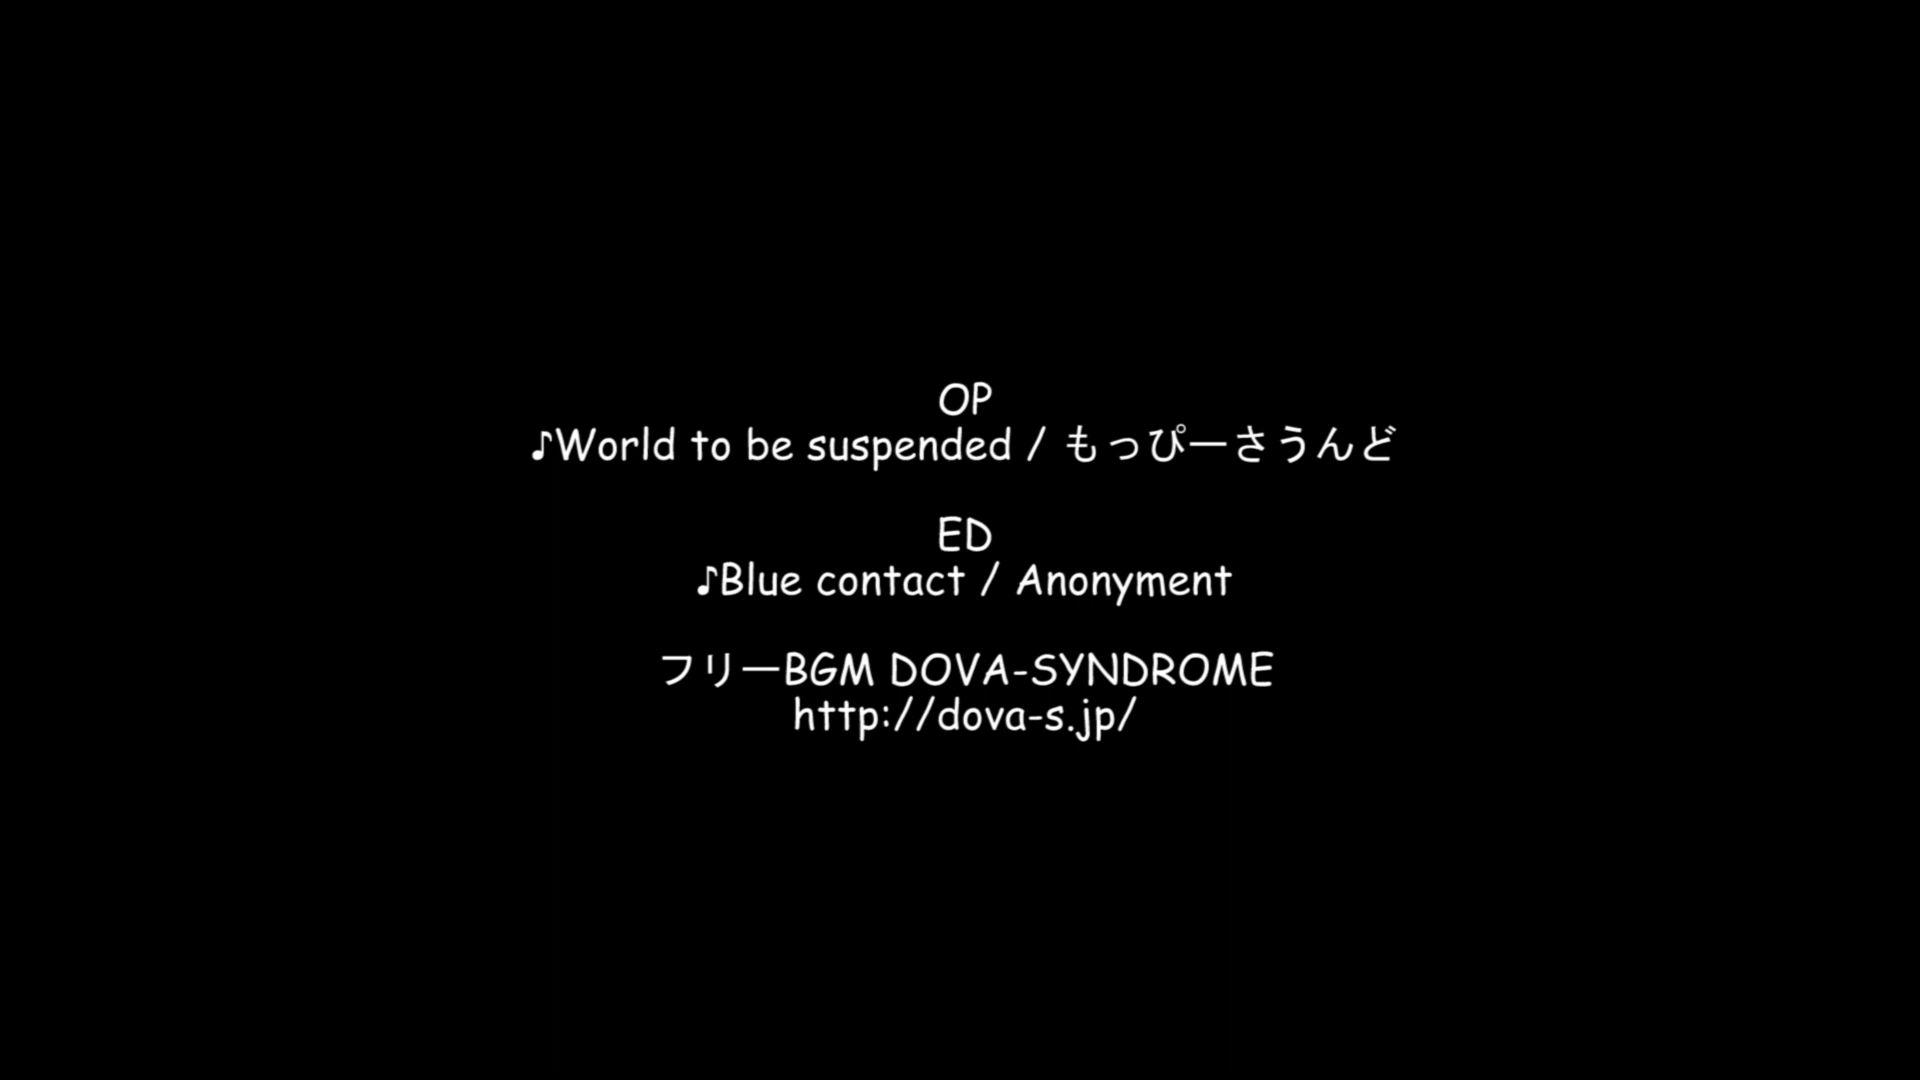 OP
♪World to be suspended / もっぴーさうんど
ED
♪Blue contact / Anonyment
フリーBGM DOVA-SYNDROME
http://dova-s.jp/